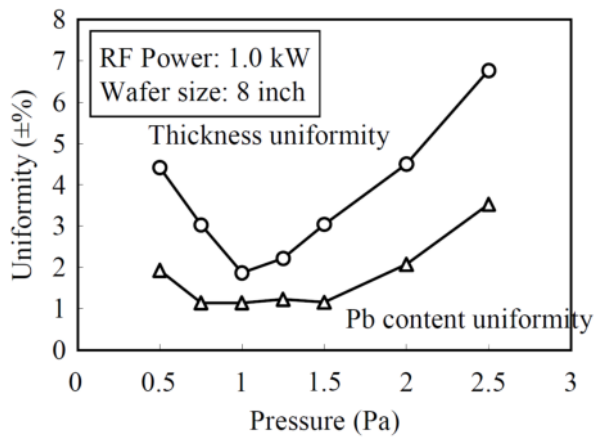 8
7
6
5
4
3
2
1
0
Uniformity (±%)
RF Power: 1.0 kW
Wafer size: 8 inch
Thickness uniformity
Pb content uniformity
0 0.5 1 1.5 2 2.5 3
Pressure (Pa)